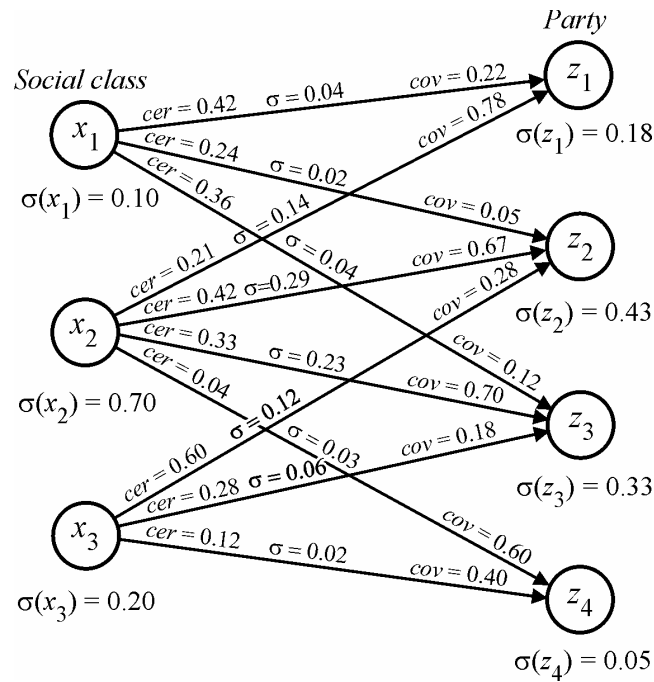 Party
Social class
x1
cer = 0.42 σ = 0.04 cov = 0.22
z1
σ(z1) = 0.18
cer = 0.24 σ = 0.02 cov = 0.05
cer = 0.36 σ = 0.04 cov = 0.12
σ(x1) = 0.10
cer = 0.21 σ = 0.14 cov = 0.78
z2
σ(z2) = 0.43
x2
cer = 0.42 σ=0.29 cov = 0.67
cer = 0.33 σ = 0.23 cov = 0.70
cer = 0.04 σ = 0.03 cov = 0.60
σ(x2) = 0.70
z3
σ(z3) = 0.33
cer = 0.60 σ = 0.12 cov = 0.28
x3
cer = 0.28 σ = 0.06 cov = 0.18
cer = 0.12 σ = 0.02 cov = 0.40
σ(x3) = 0.20
z4
σ(z4) = 0.05